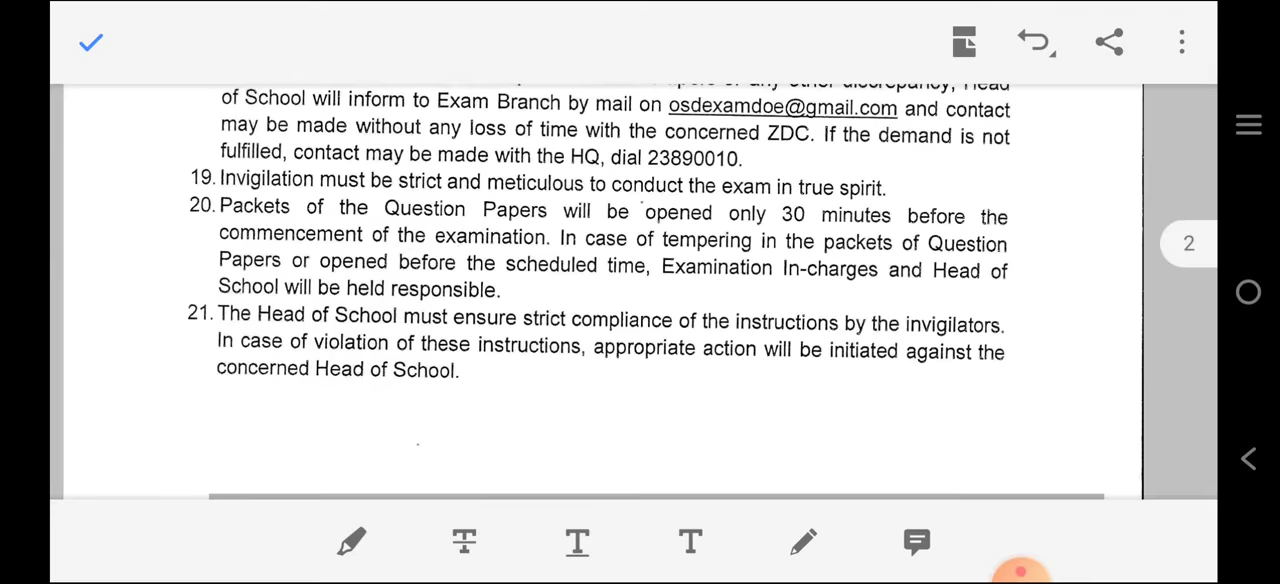 any other discrepancy, Head
of School will inform to Exam Branch by mail on osdexamdoe@gmail.com and contact
may be made without any loss of time with the concerned ZDC. If the demand is not
fulfilled, contact may be made with the HQ, dial 23890010.
19. Invigilation must be strict and meticulous to conduct the exam in true spirit.
20. Packets of the Question Papers will be opened only 30 minutes before the
commencement of the examination. In case of tempering in the packets of Question
Papers or opened before the scheduled time, Examination In-charges and Head of
School will be held responsible.
21. The Head of School must ensure strict compliance of the instructions by the invigilators.
In case of violation of these instructions, appropriate action will be initiated against the
concerned Head of School.
2